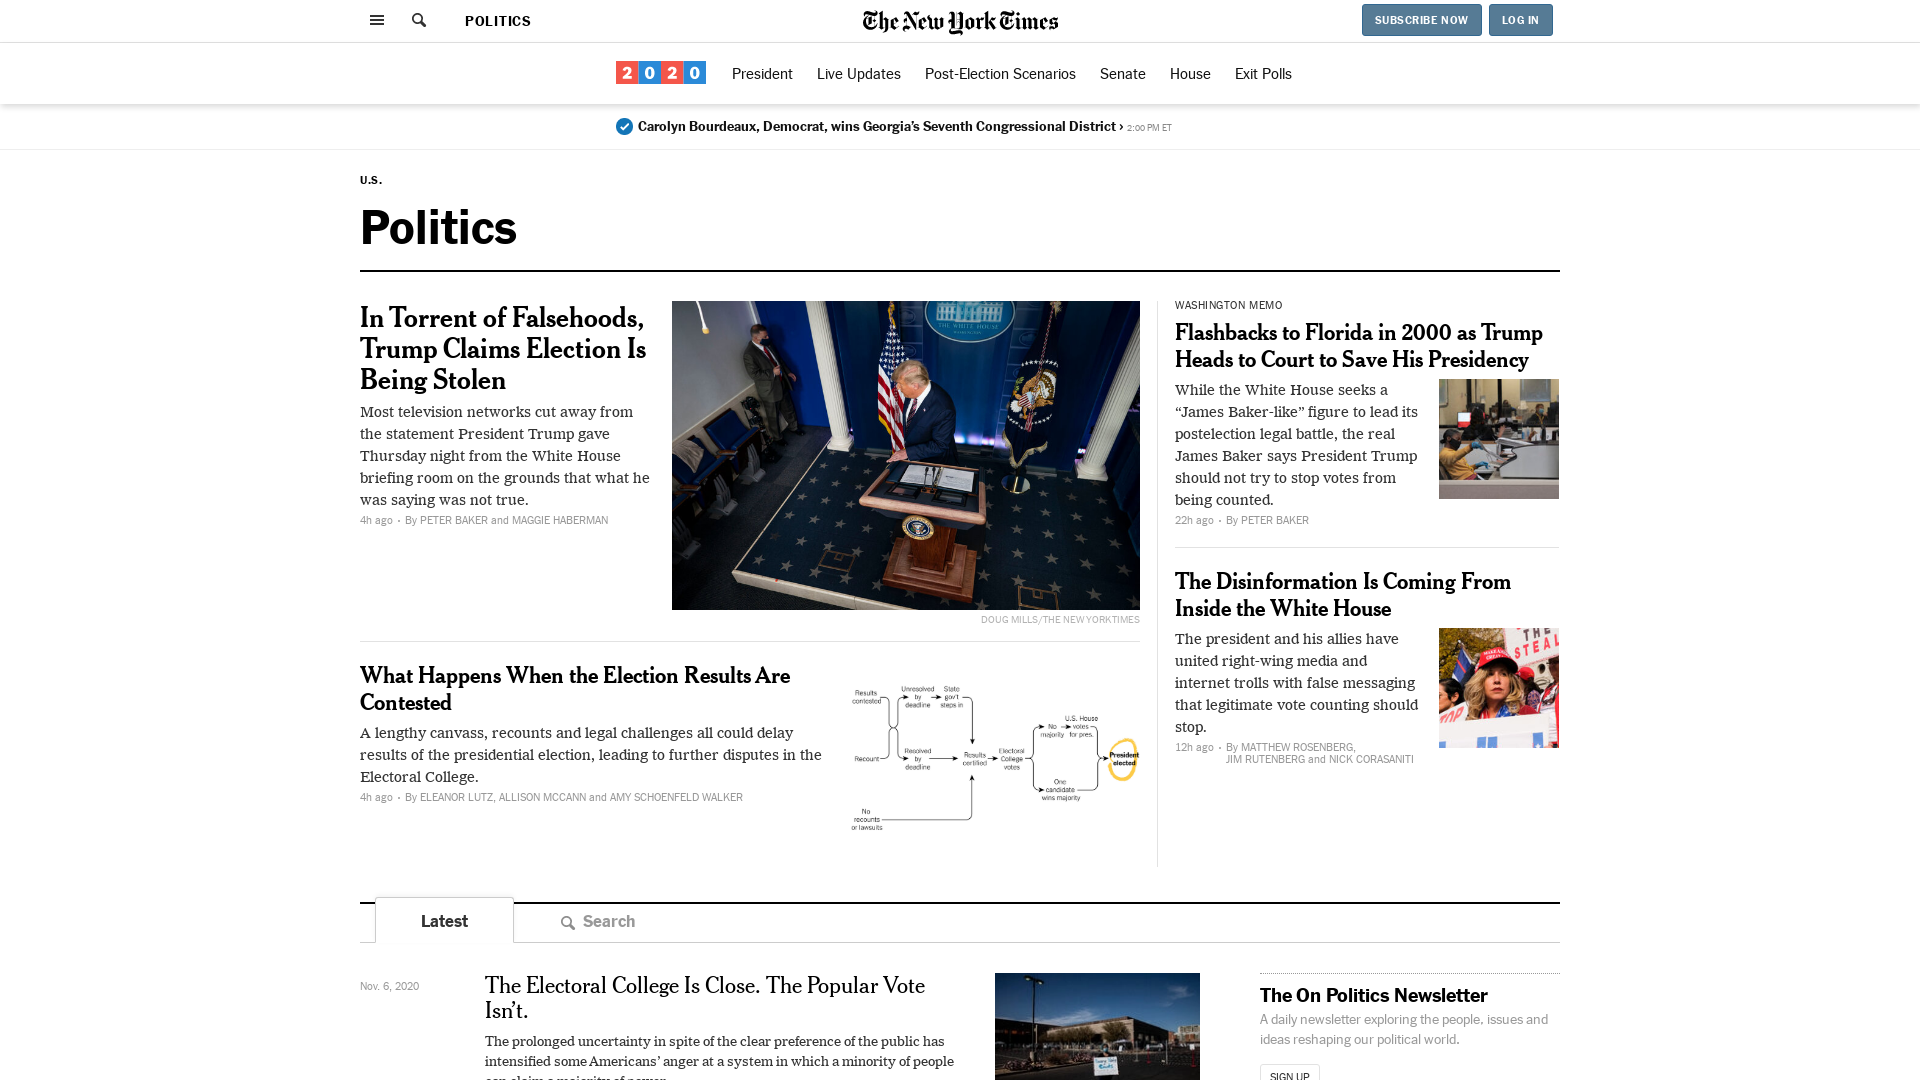 POLITICS
The New York Times
SUBSCRIBE NOW
LOG IN
2020
President
Live Updates
Post-Election Scenarios
Senate
House
Exit Polls
Carolyn Bourdeaux, Democrat, wins Georgia’s Seventh Congressional District › 2:00 PM ET
U.S.
Politics
In Torrent of Falsehoods,
Trump Claims Election Is
Being Stolen
Most television networks cut away from
the statement President Trump gave
Thursday night from the White House
briefing room on the grounds that what he
was saying was not true.
4h ago • By PETER BAKER and MAGGIE HABERMAN
THE WHITE HOUSE
DOUG MILLS/THE NEW YORK TIMES
What Happens When the Election Results Are
Contested
A lengthy canvass, recounts and legal challenges all could delay
results of the presidential election, leading to further disputes in the
Electoral College.
4h ago • By ELEANOR LUTZ, ALLISON MCCANN and AMY SCHOENFELD WALKER
Results
contested
Unresolved
by
deadline
State
gov’t
steps in
Recount
Resolved
by
deadline
Results
certified
Electoral
College
votes
No
majority
U.S. House
votes
for pres.
One
candidate
wins majority
President
elected
No
recounts
or lawsuits
WASHINGTON MEMO
Flashbacks to Florida in 2000 as Trump
Heads to Court to Save His Presidency
While the White House seeks a
“James Baker-like” figure to lead its
postelection legal battle, the real
James Baker says President Trump
should not try to stop votes from
being counted.
22h ago • By PETER BAKER
The Disinformation Is Coming From
Inside the White House
The president and his allies have
united right-wing media and
internet trolls with false messaging
that legitimate vote counting should
stop.
12h ago • By MATTHEW ROSENBERG,
JIM RUTENBERG and NICK CORASANITI
THE
STEAL
Latest
Search
Nov. 6, 2020
The Electoral College Is Close. The Popular Vote
Isn’t.
The prolonged uncertainty in spite of the clear preference of the public has
intensified some Americans’ anger at a system in which a minority of people
can claim a majority of power.
The On Politics Newsletter
A daily newsletter exploring the people, issues and
ideas reshaping our political world.
SIGN UP